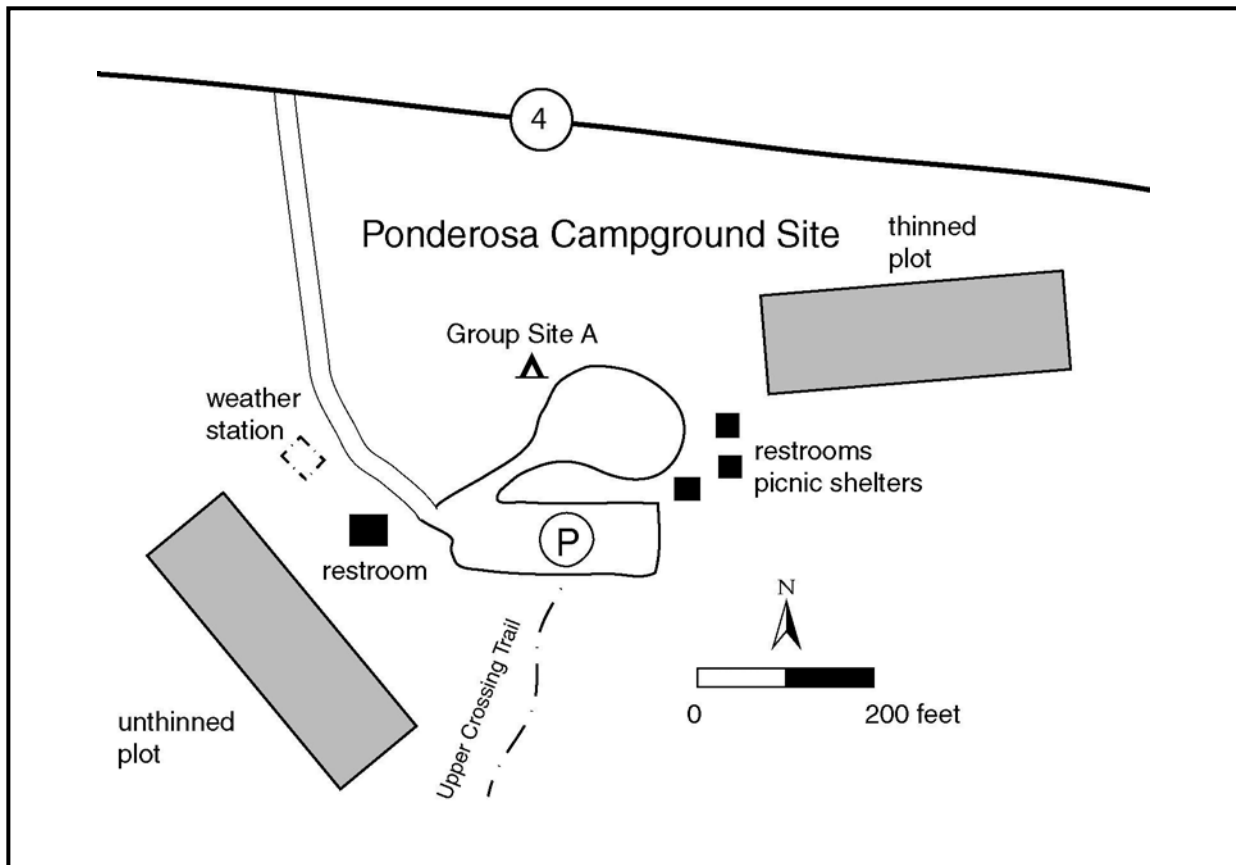 4
Ponderosa Campground Site
thinned
plot
Group Site A
weather
station
restrooms
picnic shelters
P
restroom
N
Upper Crossing Trail
0 200 feet
unthinned
plot